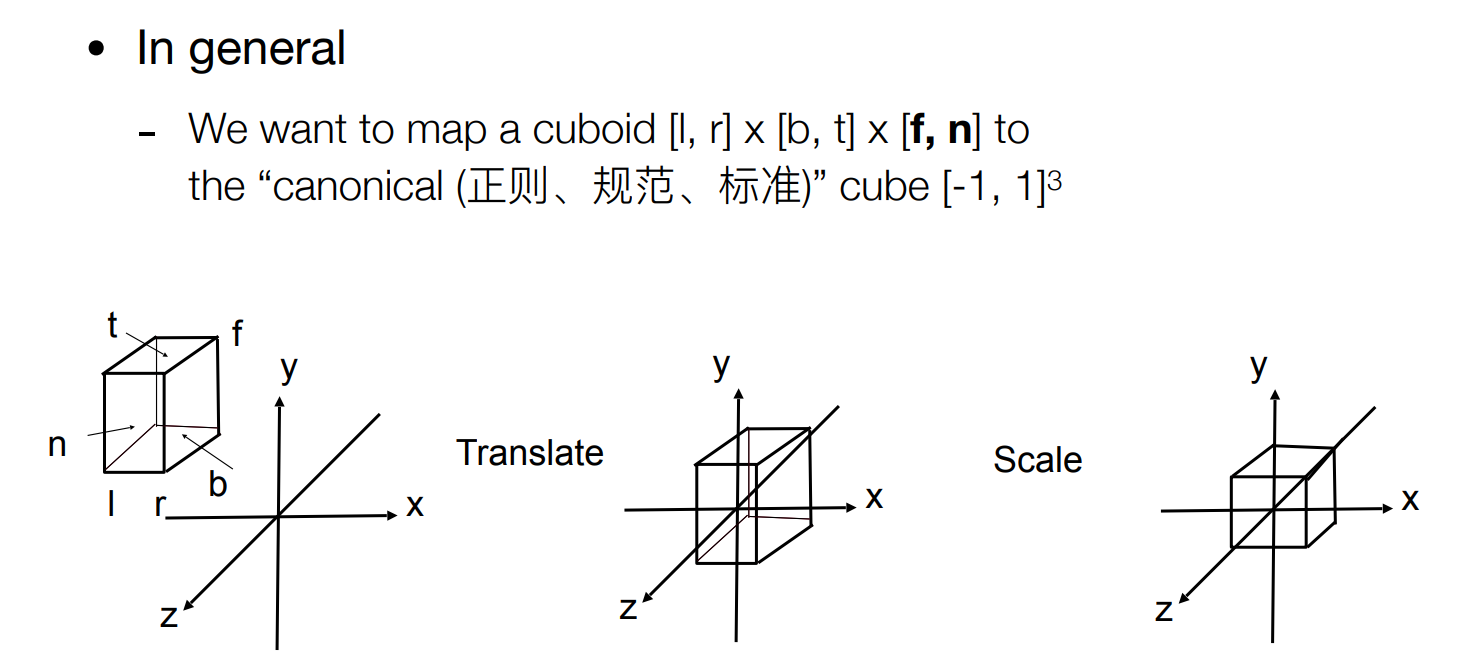 • In general
- We want to map a cuboid [l, r] x [b, t] x [f, n] to
the “canonical (正则、规范、标准)” cube [-1, 1]³
t
f
n
l
r
b
y
x
z
Translate
y
x
z
Scale
y
x
z